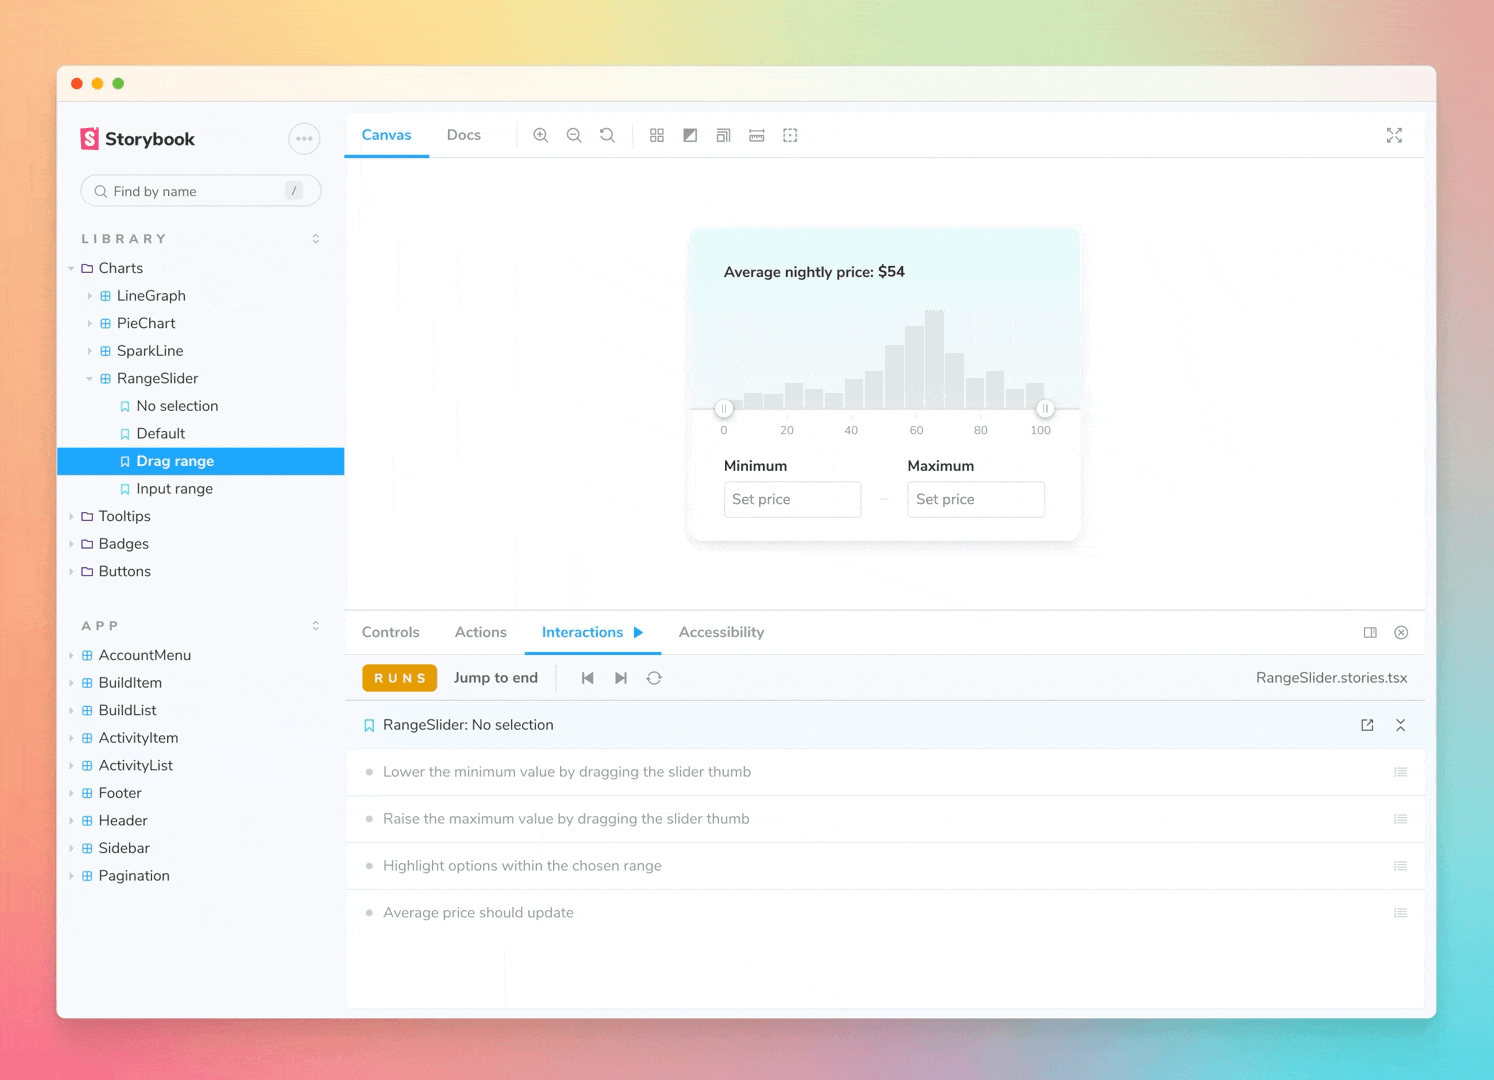 Storybook
Find by name /
LIBRARY
Charts
LineGraph
PieChart
SparkLine
RangeSlider
No selection
Default
Drag range
Input range
Tooltips
Badges
Buttons
APP
AccountMenu
BuildItem
BuildList
ActivityItem
ActivityList
Footer
Header
Sidebar
Pagination
Canvas Docs
Average nightly price: $54
0 20 40 60 80 100
Minimum Maximum
Set price – Set price
Controls Actions Interactions Accessibility
RUNS Jump to end RangeSlider.stories.tsx
RangeSlider: No selection
Lower the minimum value by dragging the slider thumb
Raise the maximum value by dragging the slider thumb
Highlight options within the chosen range
Average price should update